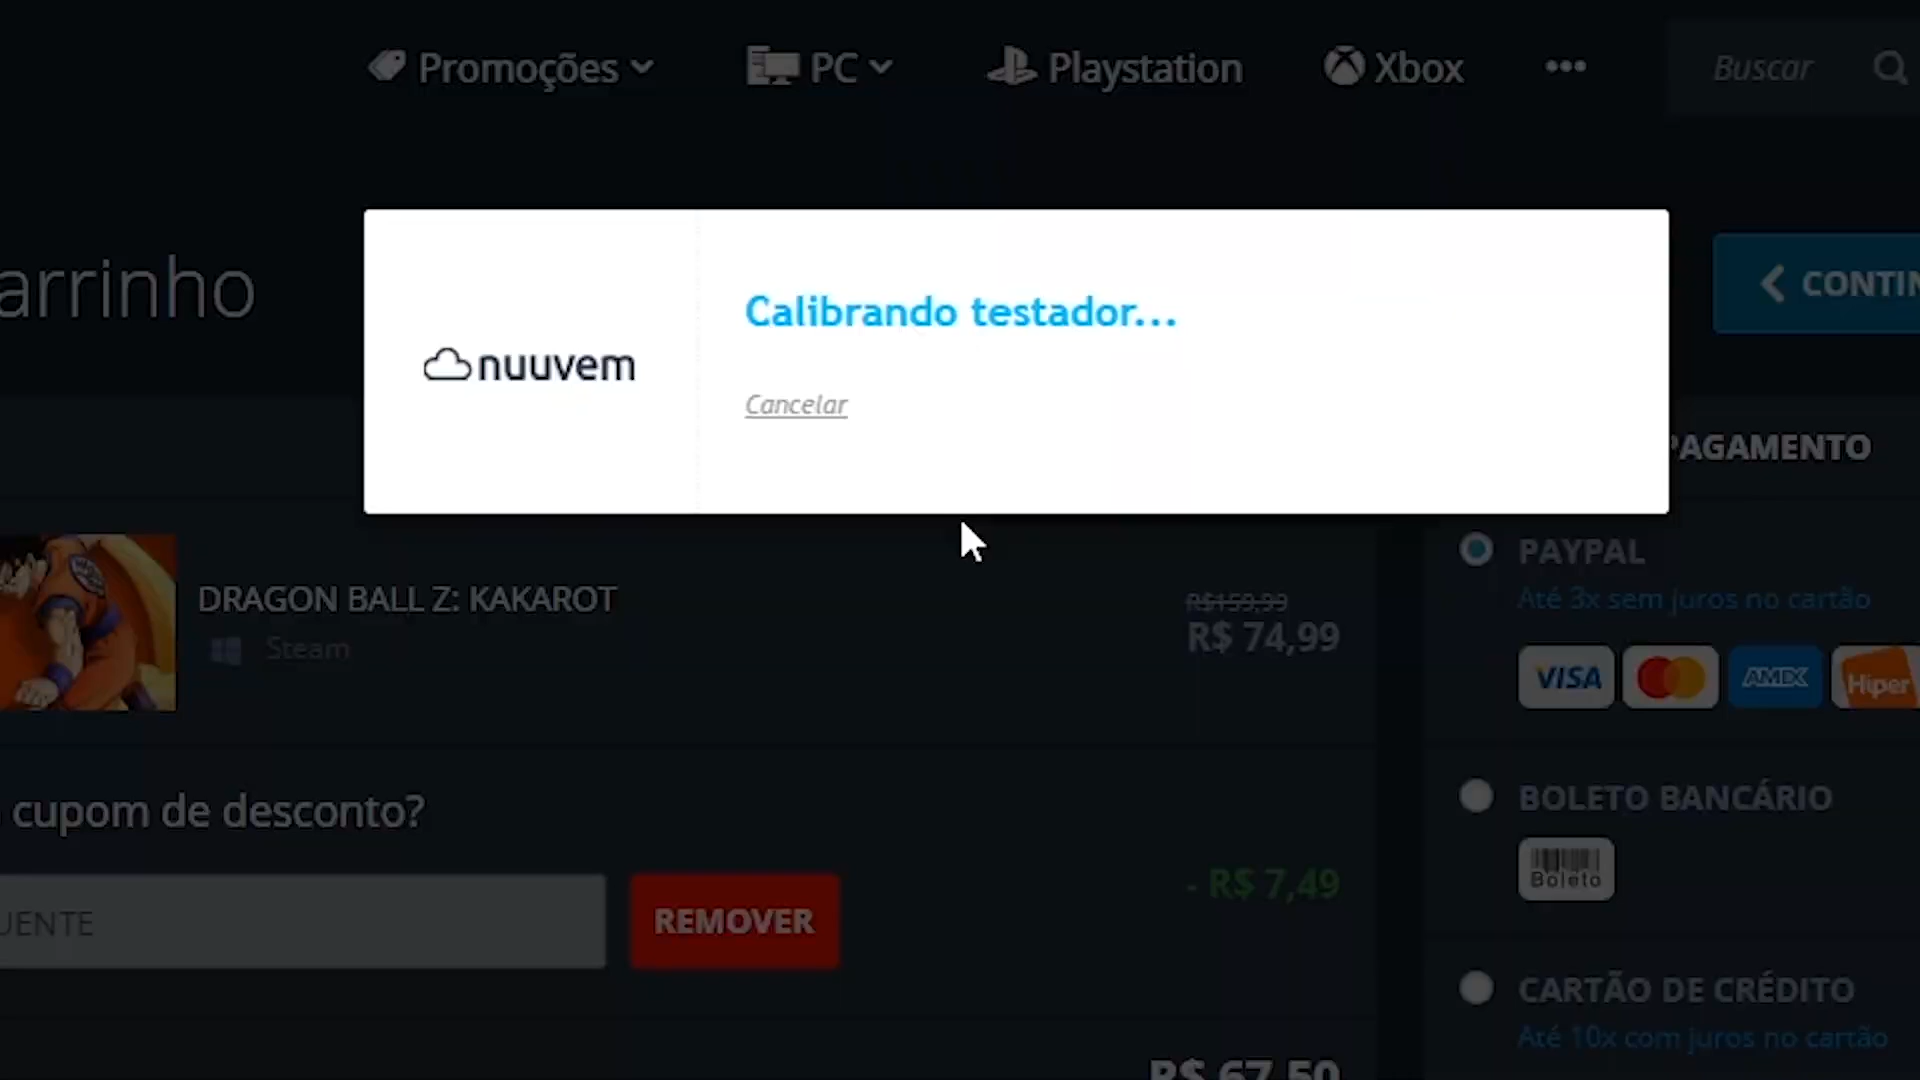 Promoções
PC
Playstation
Xbox
Buscar
arrinho
CONTIN
nuuvem
Calibrando testador...
Cancelar
PAGAMENTO
DRAGON BALL Z: KAKAROT
Steam
R$159,99
R$ 74,99
PAYPAL
Até 3x sem juros no cartão
VISA
AMEX
Hiper
cupom de desconto?
BOLETO BANCÁRIO
Boleto
UENTE
REMOVER
- R$ 7,49
CARTÃO DE CRÉDITO
Até 10x com juros no cartão
R$ 67,50